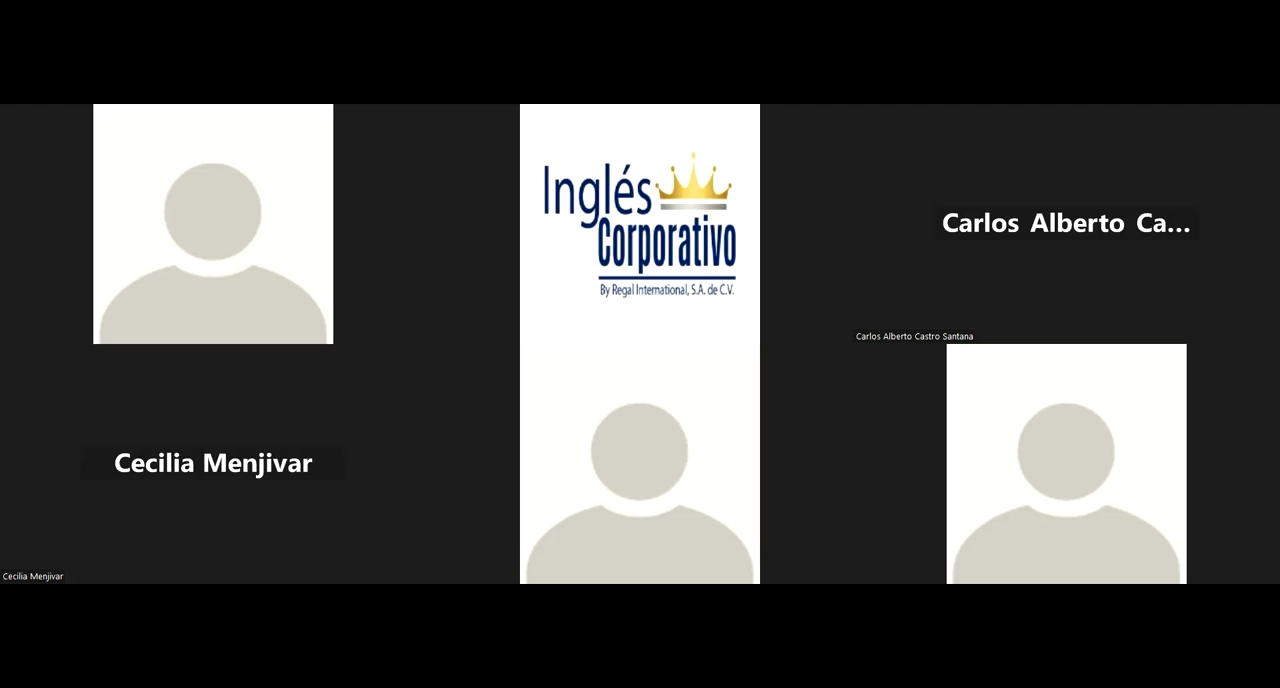 Inglés
Corporativo
By Regal International, S.A. de C.V.
Carlos Alberto Ca...
Carlos Alberto Castro Santana
Cecilia Menjivar
Cecilia Menjivar